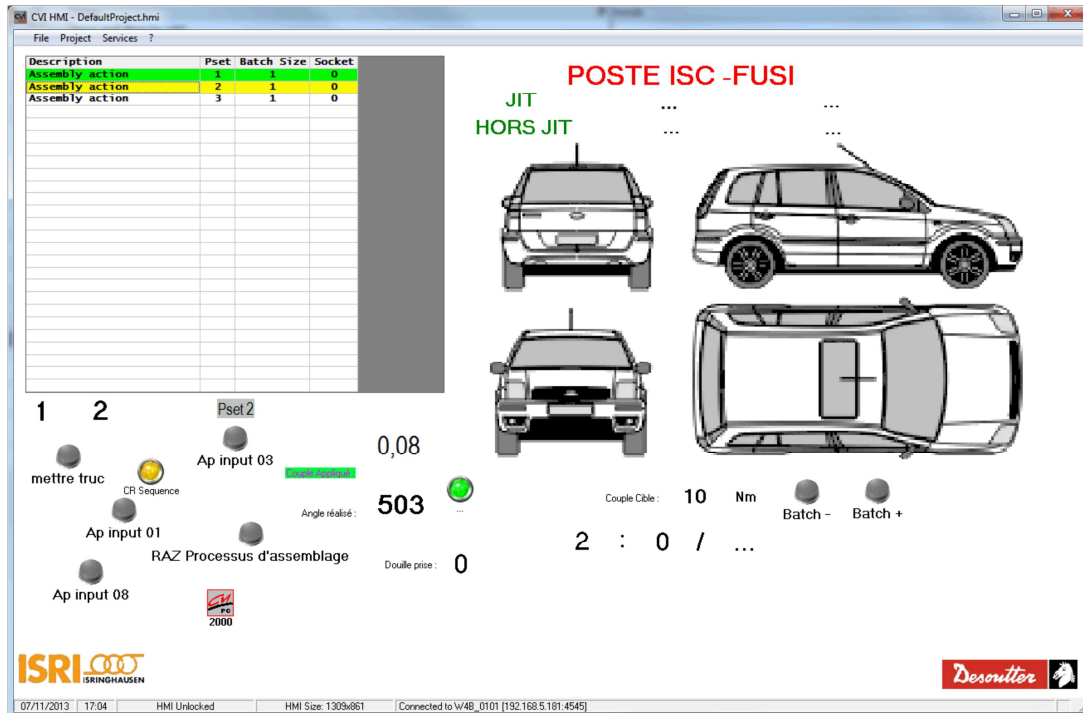 CVI HMI - DefaultProject.hmi
File Project Services ?
Description Pset Batch Size Socket
Assembly action 1 1 0
Assembly action 2 1 0
Assembly action 3 1 0
POSTE ISC -FUSI
JIT ... ...
HORS JIT ... ...
1 2 Pset 2
Ap input 03
0,08
mettre truc
CR Sequence
Couple Appliqué :
Ap input 01
Angle réalisé : 503 ...
Couple Cible : 10 Nm
Batch - Batch +
RAZ Processus d'assemblage
2 : 0 / ...
Douille prise : 0
Ap input 08
CVI PC
2000
ISRI
ISRINGHAUSEN
Desoutter
07/11/2013 17:04 HMI Unlocked HMI Size: 1309x861 Connected to W4B_0101 [192.168.5.181:4545]